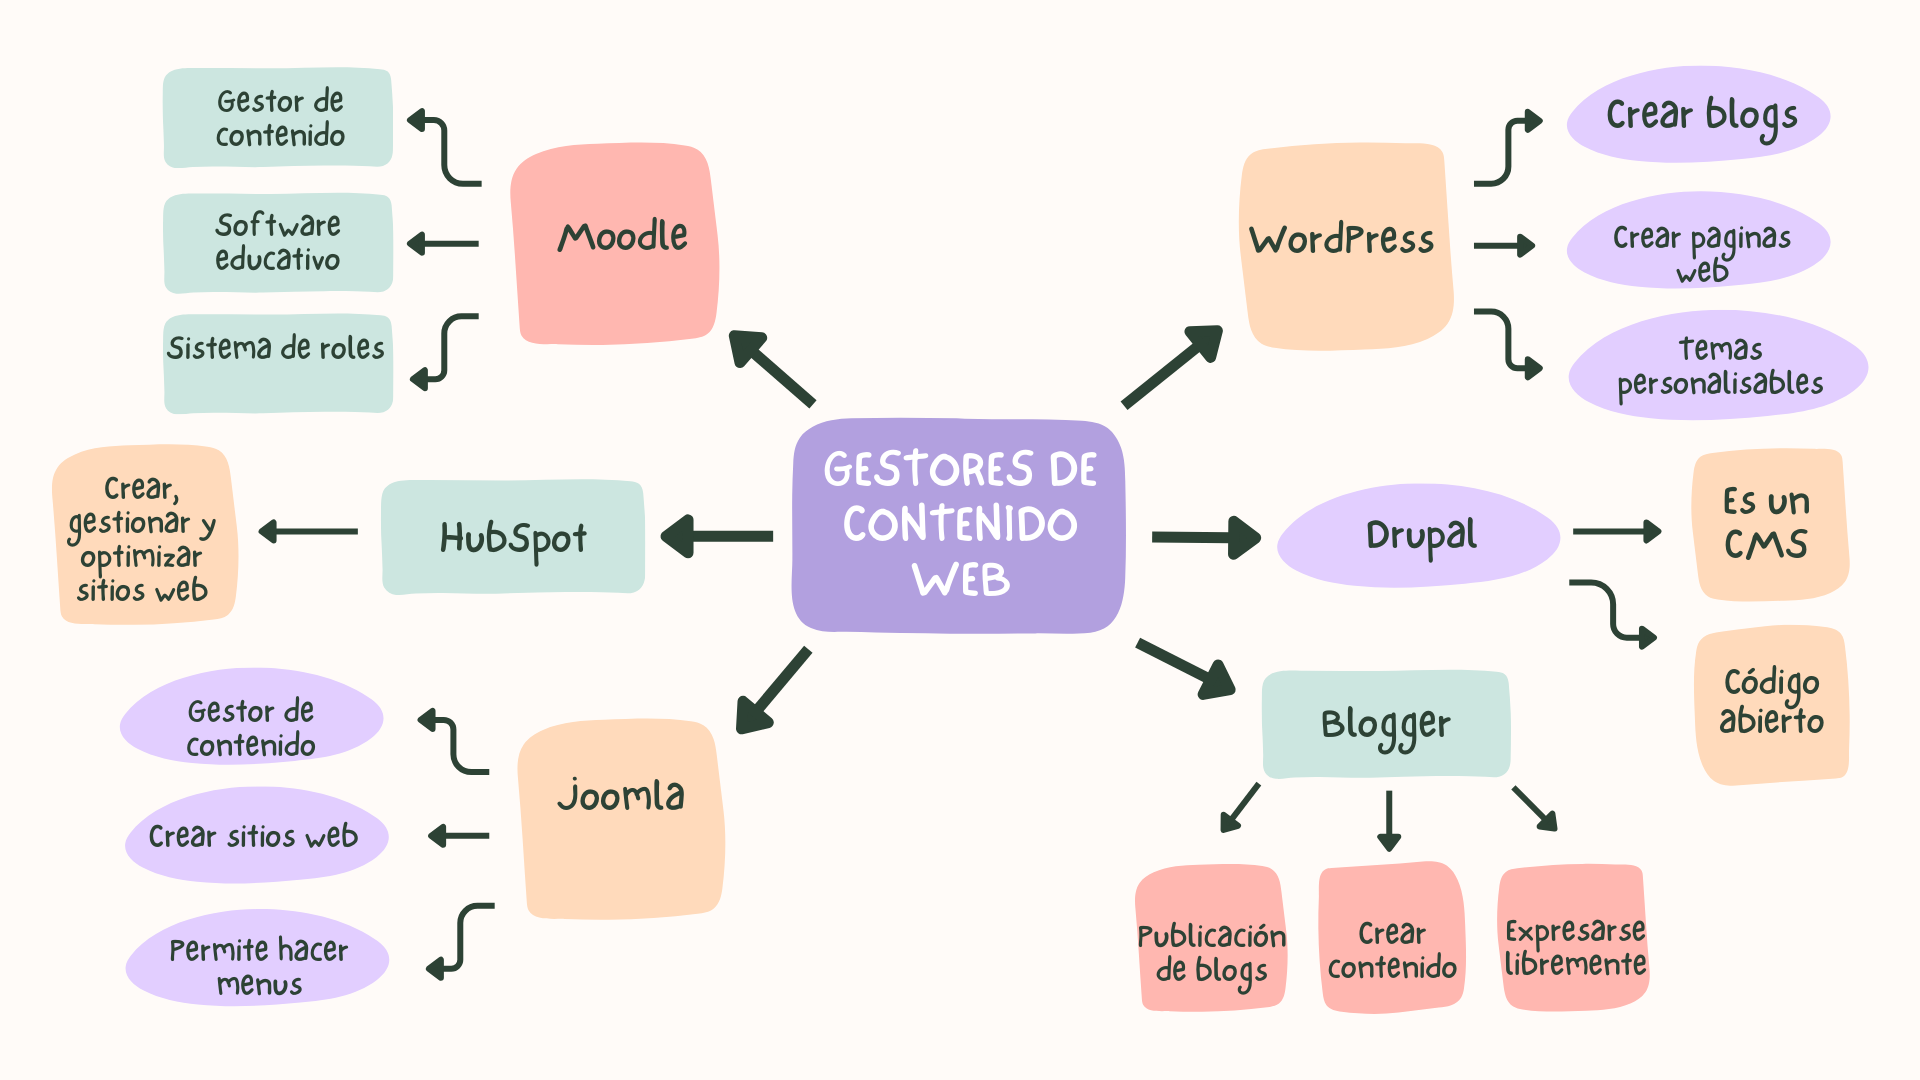 GESTORES DE
CONTENIDO
WEB
Moodle
Gestor de
contenido
Software
educativo
Sistema de roles
WordPress
Crear blogs
Crear paginas
web
Temas
personalisables
HubSpot
Crear,
gestionar y
optimizar
sitios web
Drupal
Es un
CMS
Código
abierto
Joomla
Gestor de
contenido
Crear sitios web
Permite hacer
menus
Blogger
Publicación
de blogs
Crear
contenido
Expresarse
libremente